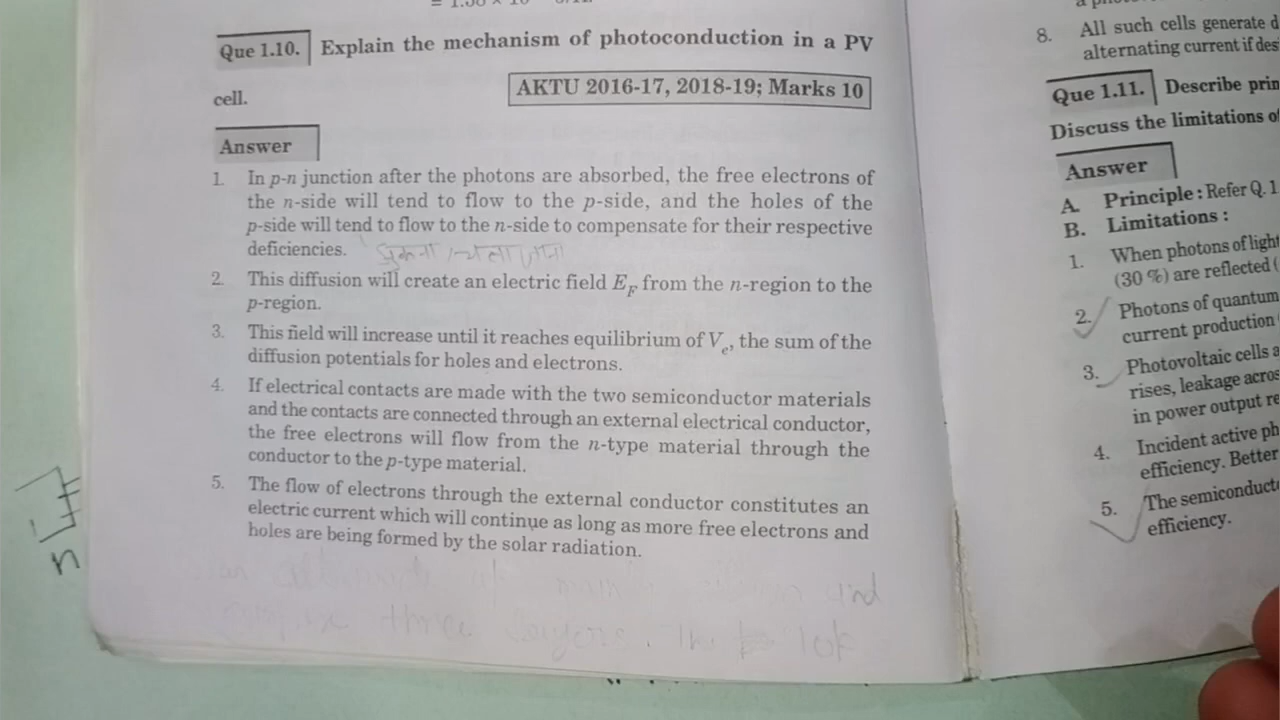 Que 1.10. Explain the mechanism of photoconduction in a PV
cell. AKTU 2016-17, 2018-19; Marks 10
Answer
1. In p-n junction after the photons are absorbed, the free electrons of
the n-side will tend to flow to the p-side, and the holes of the
p-side will tend to flow to the n-side to compensate for their respective
deficiencies.
2. This diffusion will create an electric field E_F from the n-region to the
p-region.
3. This field will increase until it reaches equilibrium of V_e, the sum of the
diffusion potentials for holes and electrons.
4. If electrical contacts are made with the two semiconductor materials
and the contacts are connected through an external electrical conductor,
the free electrons will flow from the n-type material through the
conductor to the p-type material.
5. The flow of electrons through the external conductor constitutes an
electric current which will continue as long as more free electrons and
holes are being formed by the solar radiation.
and
three layers.
n
8. All such cells generate d
alternating current if des
Que 1.11. Describe prin
Discuss the limitations of
Answer
A. Principle : Refer Q. 1
B. Limitations :
1. When photons of light
(30 %) are reflected (
2. Photons of quantum
current production
3. Photovoltaic cells a
rises, leakage acros
in power output re
4. Incident active ph
efficiency. Better
5. The semiconducto
efficiency.